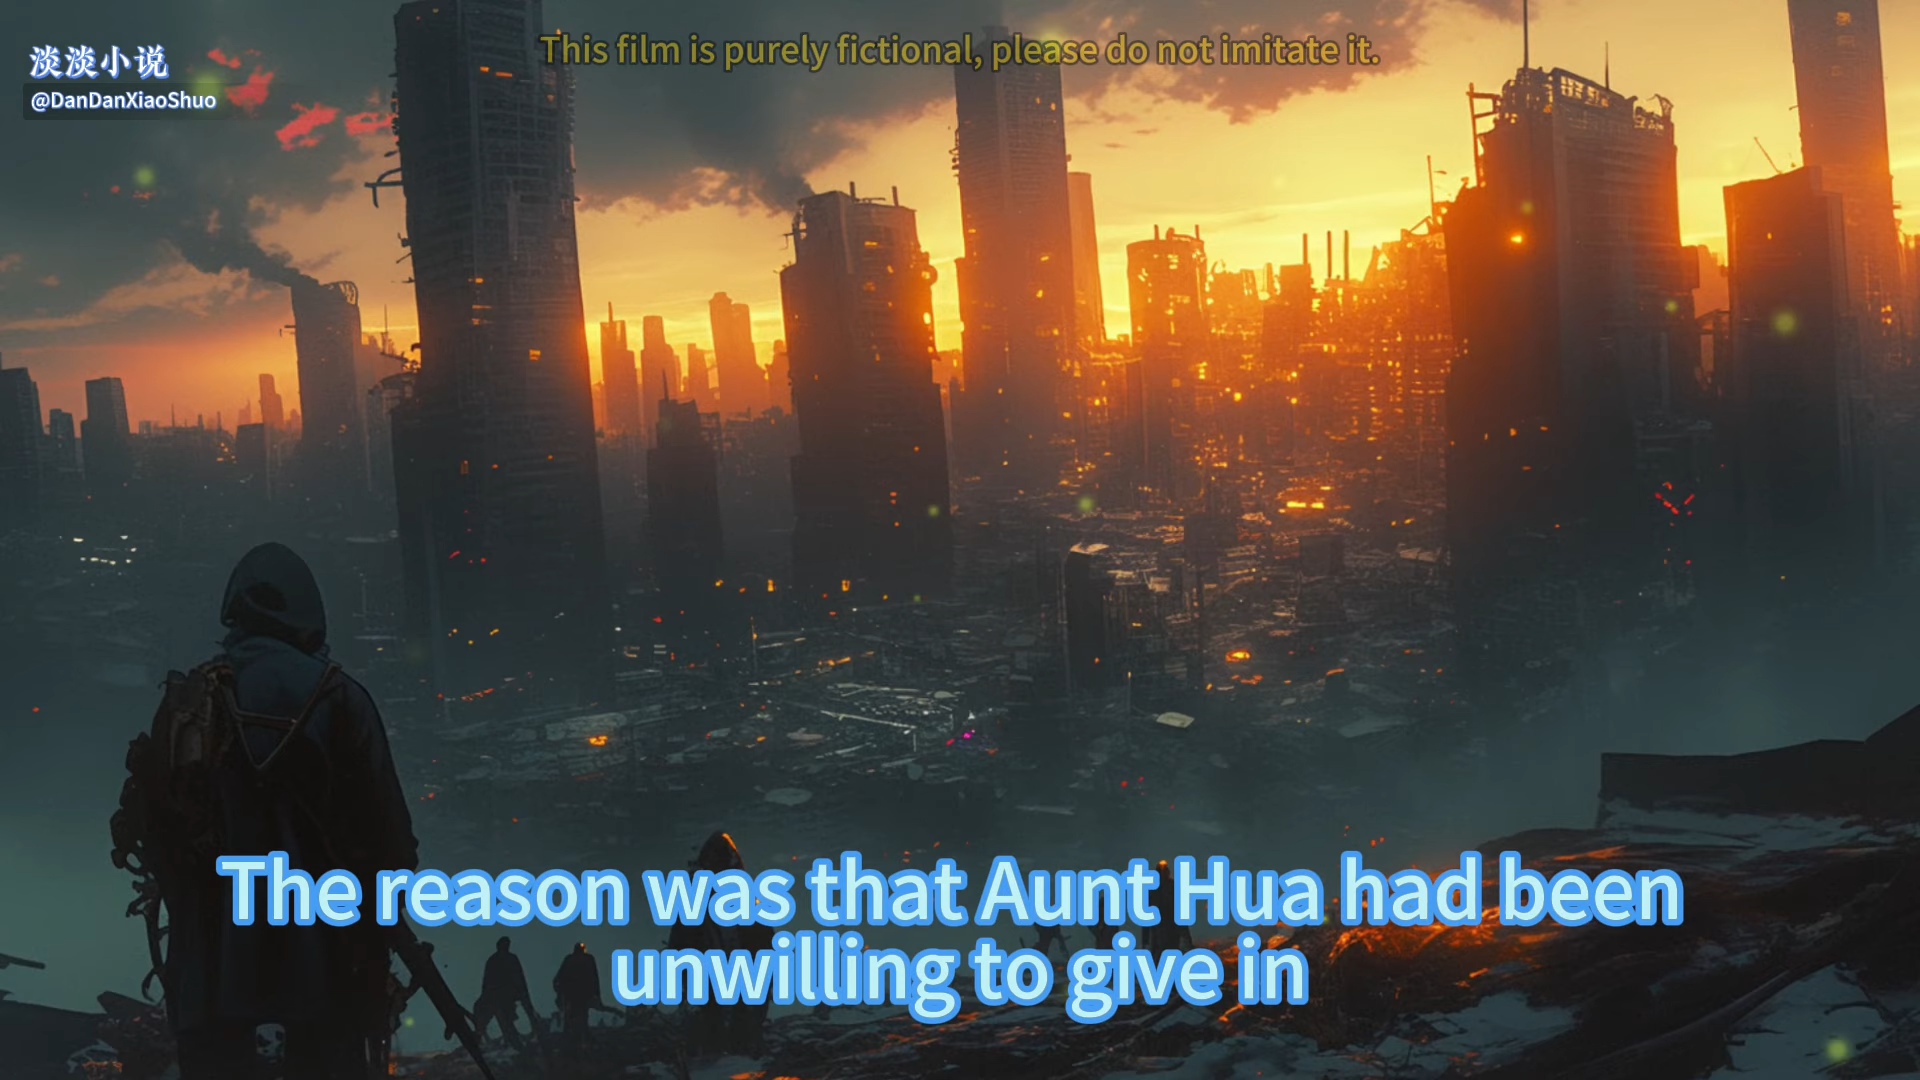 This film is purely fictional, please do not imitate it.
淡淡小说
@DanDanXiaoShuo
The reason was that Aunt Hua had been
unwilling to give in